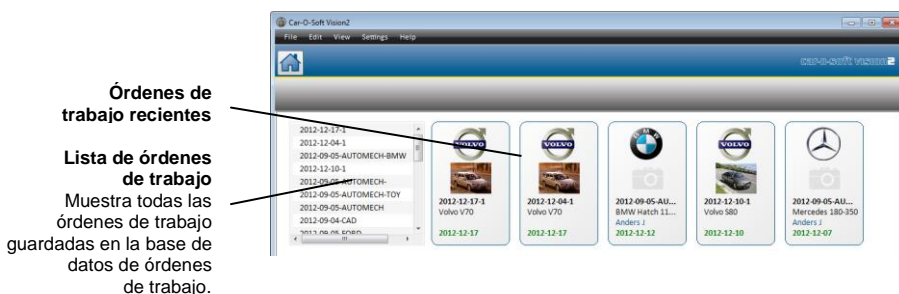 Órdenes de
trabajo recientes
Lista de órdenes
de trabajo
Muestra todas las
órdenes de trabajo
guardadas en la base de
datos de órdenes
de trabajo.
Car-O-Soft Vision2
File Edit View Settings Help
car-o-soft vision2
2012-12-17-1
2012-12-04-1
2012-09-05-AUTOMECH-BMW
2012-12-10-1
2012-09-05-AUTOMECH-
2012-09-05-AUTOMECH-TOY
2012-09-05-AUTOMECH
2012-09-04-CAD
2012-09-05-FORD
VOLVO
2012-12-17-1
Volvo V70
2012-12-17
VOLVO
2012-12-04-1
Volvo V70
2012-12-17
BMW
2012-09-05-AU...
BMW Hatch 11...
Anders J
2012-12-12
VOLVO
2012-12-10-1
Volvo S80
2012-12-10
2012-09-05-AU...
Mercedes 180-350
Anders J
2012-12-07